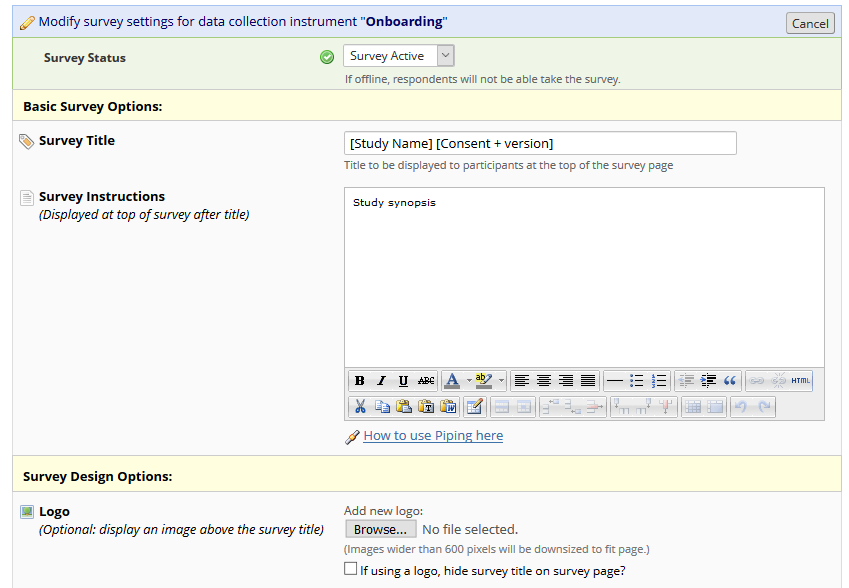 Modify survey settings for data collection instrument "Onboarding"
Cancel
Survey Status
Survey Active
If offline, respondents will not be able take the survey.
Basic Survey Options:
Survey Title
[Study Name] [Consent + version]
Title to be displayed to participants at the top of the survey page
Survey Instructions
(Displayed at top of survey after title)
Study synopsis
B I U ABC A ab HTML
T W
How to use Piping here
Survey Design Options:
Logo
(Optional: display an image above the survey title)
Add new logo:
Browse... No file selected.
(Images wider than 600 pixels will be downsized to fit page.)
If using a logo, hide survey title on survey page?